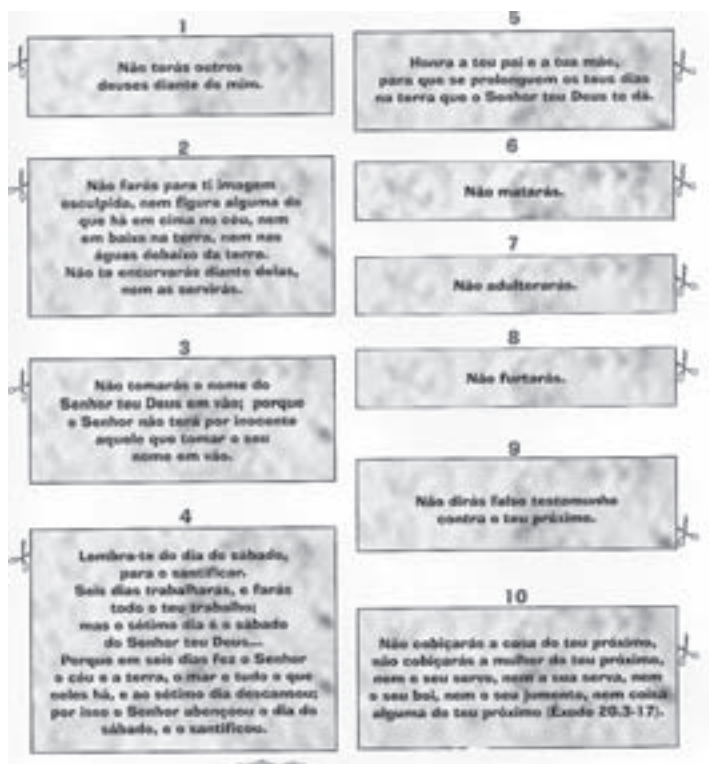 1
Não terás outros
deuses diante de mim.
2
Não farás para ti imagem
esculpida, nem figura alguma do
que há em cima no céu, nem
em baixo na terra, nem nas
águas debaixo da terra.
Não te encurvarás diante delas,
nem as servirás.
3
Não tomarás o nome do
Senhor teu Deus em vão; porque
o Senhor não terá por inocente
aquele que tomar o seu
nome em vão.
4
Lembra-te do dia do sábado,
para o santificar.
Seis dias trabalharás, e farás
todo o teu trabalho;
mas o sétimo dia é o sábado
do Senhor teu Deus...
Porque em seis dias fez o Senhor
o céu e a terra, o mar e tudo o que
neles há, e ao sétimo dia descansou;
por isso o Senhor abençoou o dia do
sábado, e o santificou.
5
Honra a teu pai e a tua mãe,
para que se prolonguem os teus dias
na terra que o Senhor teu Deus te dá.
6
Não matarás.
7
Não adulterarás.
8
Não furtarás.
9
Não dirás falso testemunho
contra o teu próximo.
10
Não cobiçarás a casa do teu próximo,
não cobiçarás a mulher do teu próximo,
nem o seu servo, nem a sua serva, nem
o seu boi, nem o seu jumento, nem coisa
alguma do teu próximo (Êxodo 20.3-17).